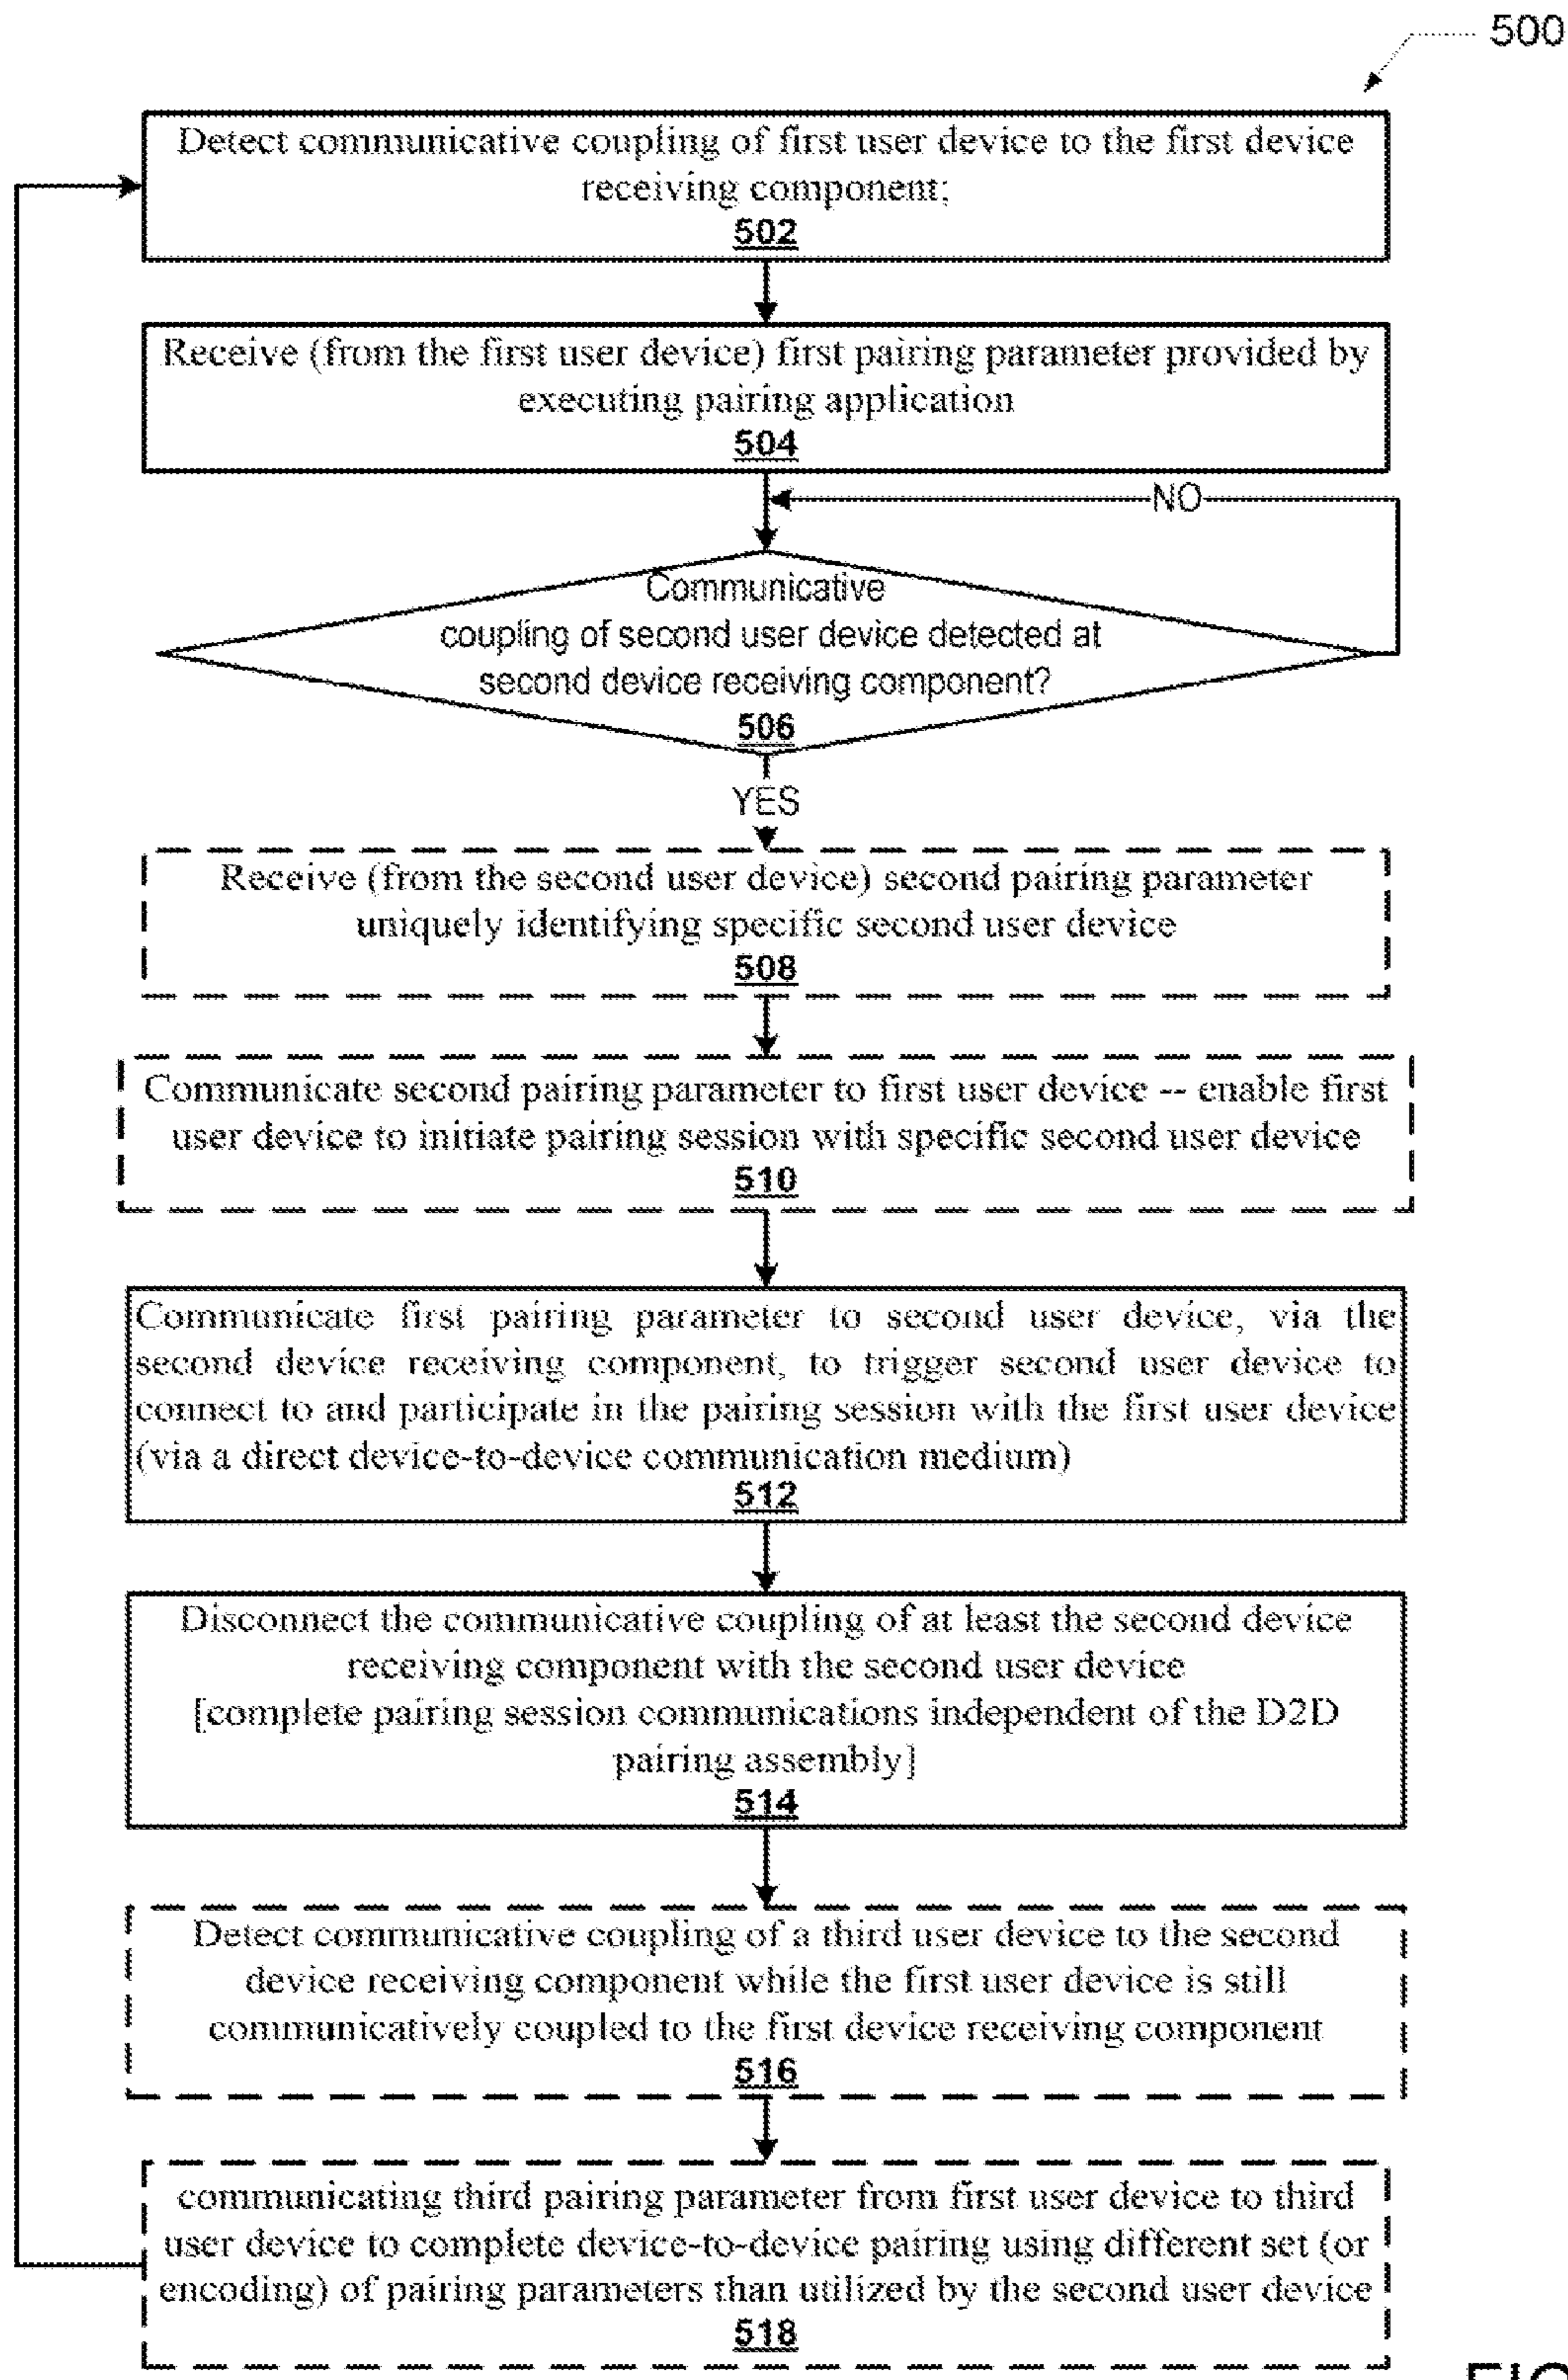 500
Detect communicative coupling of first user device to the first device
receiving component;
502
Receive (from the first user device) first pairing parameter provided by
executing pairing application
504
NO
Communicative
coupling of second user device detected at
second device receiving component?
506
YES
Receive (from the second user device) second pairing parameter
uniquely identifying specific second user device
508
Communicate second pairing parameter to first user device -- enable first
user device to initiate pairing session with specific second user device
510
Communicate first pairing parameter to second user device, via the
second device receiving component, to trigger second user device to
connect to and participate in the pairing session with the first user device
(via a direct device-to-device communication medium)
512
Disconnect the communicative coupling of at least the second device
receiving component with the second user device
[complete pairing session communications independent of the D2D
pairing assembly]
514
Detect communicative coupling of a third user device to the second
device receiving component while the first user device is still
communicatively coupled to the first device receiving component
516
communicating third pairing parameter from first user device to third
user device to complete device-to-device pairing using different set (or
encoding) of pairing parameters than utilized by the second user device
518